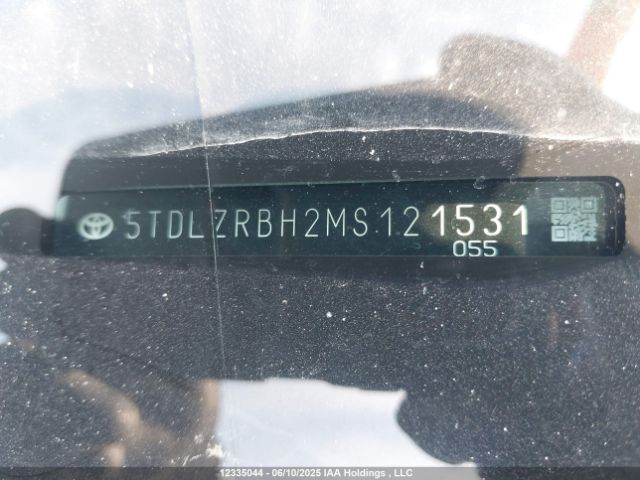 5TDLZRBH2MS121531
055
12335044 - 06/10/2025 IAA Holdings , LLC